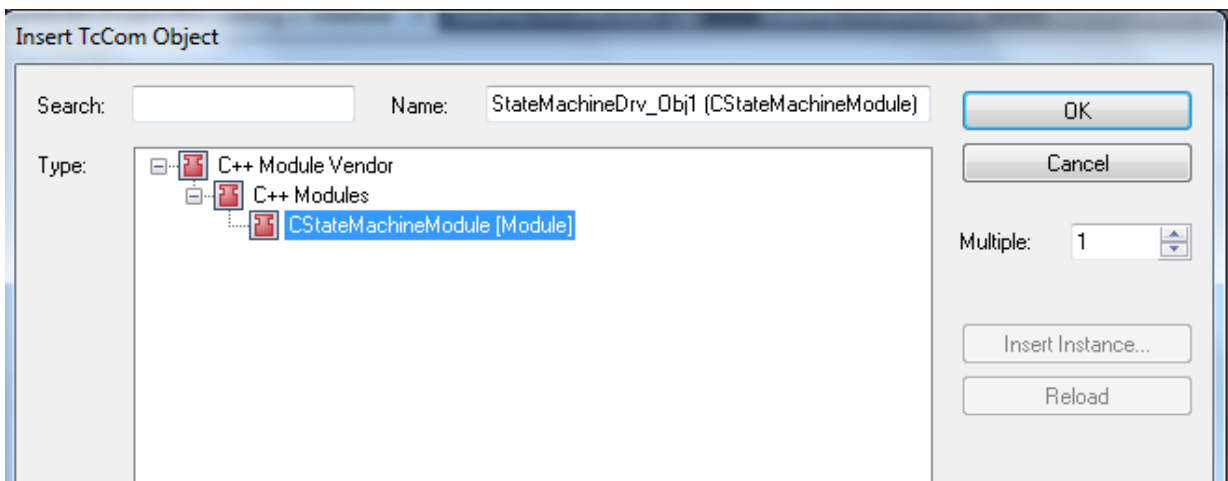 Insert TcCom Object
Search:
Name:
StateMachineDrv_Obj1 (CStateMachineModule)
OK
Type:
C++ Module Vendor
C++ Modules
CStateMachineModule [Module]
Cancel
Multiple:
1
Insert Instance...
Reload